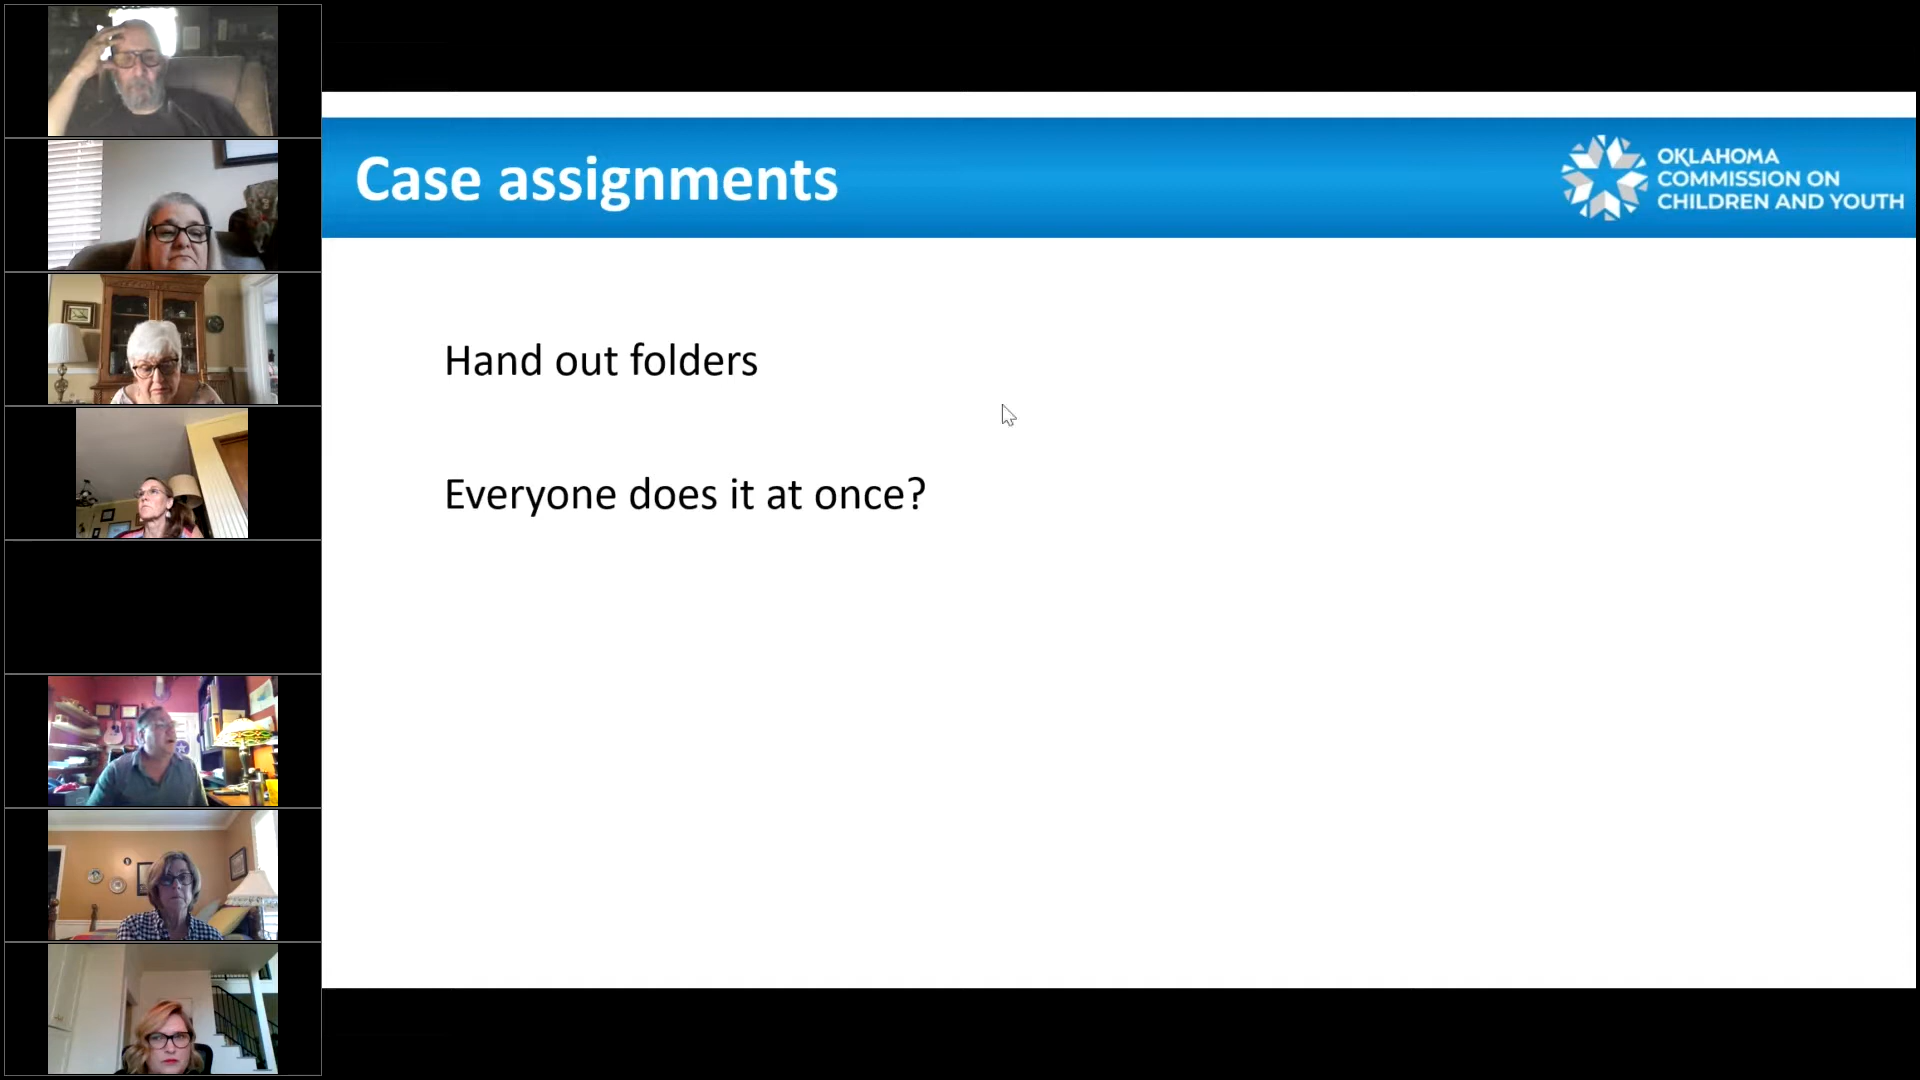 Case assignments
OKLAHOMA
COMMISSION ON
CHILDREN AND YOUTH
Hand out folders
Everyone does it at once?